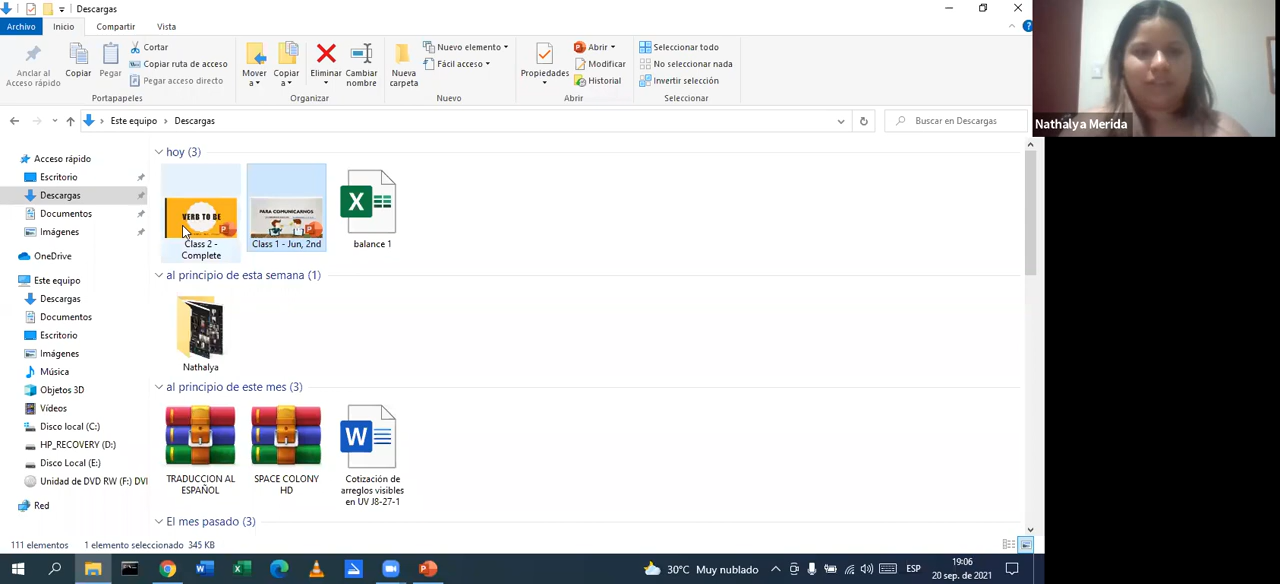 Descargas
Archivo Inicio Compartir Vista
Anclar al Acceso rápido
Copiar
Pegar
Cortar
Copiar ruta de acceso
Pegar acceso directo
Portapapeles
Mover a
Copiar a
Eliminar
Cambiar nombre
Organizar
Nueva carpeta
Nuevo elemento
Fácil acceso
Nuevo
Propiedades
Abrir
Modificar
Historial
Abrir
Seleccionar todo
No seleccionar nada
Invertir selección
Seleccionar
Nathalya Merida
Este equipo Descargas
Buscar en Descargas
Acceso rápido
Escritorio
Descargas
Documentos
Imágenes
OneDrive
Este equipo
Descargas
Documentos
Escritorio
Imágenes
Música
Objetos 3D
Vídeos
Disco local (C:)
HP_RECOVERY (D:)
Disco Local (E:)
Unidad de DVD RW (F:) DVI
Red
hoy (3)
VERB TO BE
Class 2 -
Complete
PARA COMUNICARNOS
Class 1 - Jun, 2nd
balance 1
al principio de esta semana (1)
Nathalya
al principio de este mes (3)
TRADUCCION AL
ESPAÑOL
SPACE COLONY
HD
Cotización de
arreglos visibles
en UV J8-27-1
El mes pasado (3)
111 elementos 1 elemento seleccionado 345 KB
30°C Muy nublado
ESP
19:06
20 sep. de 2021